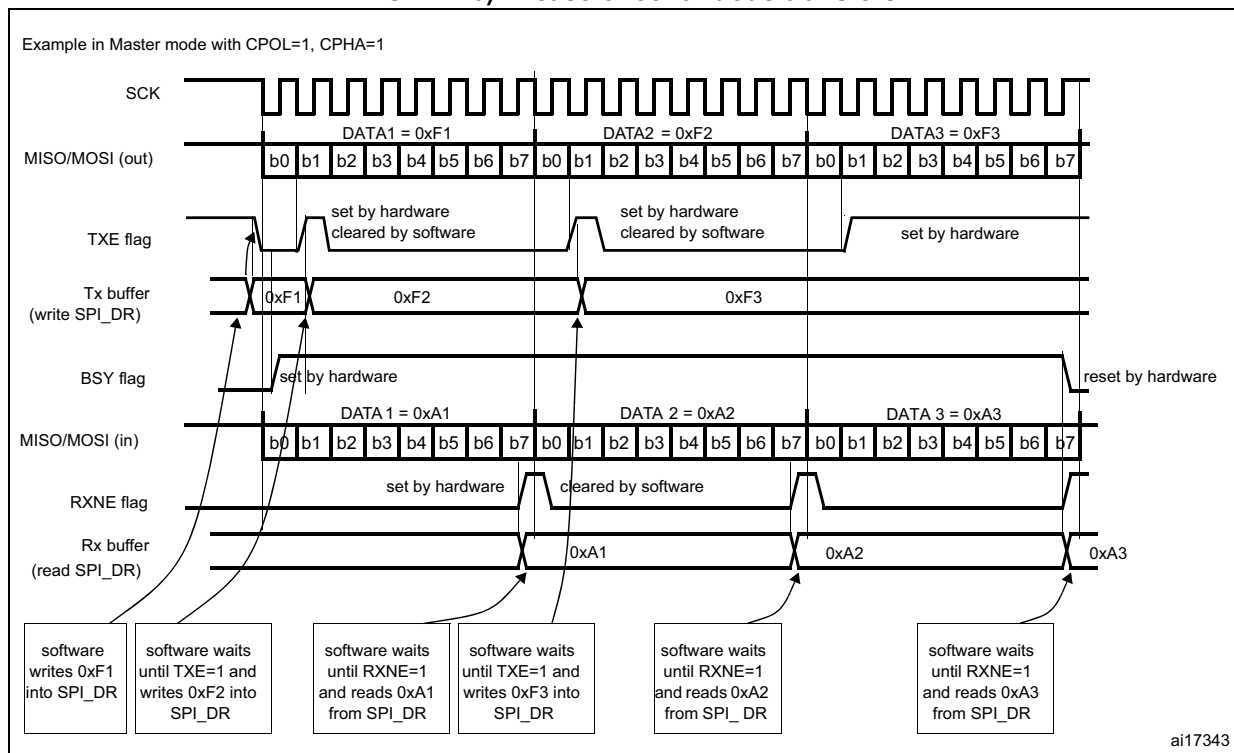 Example in Master mode with CPOL=1, CPHA=1
SCK
DATA1 = 0xF1
DATA2 = 0xF2
DATA3 = 0xF3
MISO/MOSI (out)
b0 b1 b2 b3 b4 b5 b6 b7 b0 b1 b2 b3 b4 b5 b6 b7 b0 b1 b2 b3 b4 b5 b6 b7
TXE flag
set by hardware
cleared by software
set by hardware
cleared by software
set by hardware
Tx buffer
(write SPI_DR)
0xF1
0xF2
0xF3
BSY flag
set by hardware
reset by hardware
DATA 1 = 0xA1
DATA 2 = 0xA2
DATA 3 = 0xA3
MISO/MOSI (in)
b0 b1 b2 b3 b4 b5 b6 b7 b0 b1 b2 b3 b4 b5 b6 b7 b0 b1 b2 b3 b4 b5 b6 b7
RXNE flag
set by hardware
cleared by software
Rx buffer
(read SPI_DR)
0xA1
0xA2
0xA3
software
writes 0xF1
into SPI_DR
software waits
until TXE=1 and
writes 0xF2 into
SPI_DR
software waits
until RXNE=1
and reads 0xA1
from SPI_DR
software waits
until TXE=1 and
writes 0xF3 into
SPI_DR
software waits
until RXNE=1
and reads 0xA2
from SPI_ DR
software waits
until RXNE=1
and reads 0xA3
from SPI_DR
ai17343